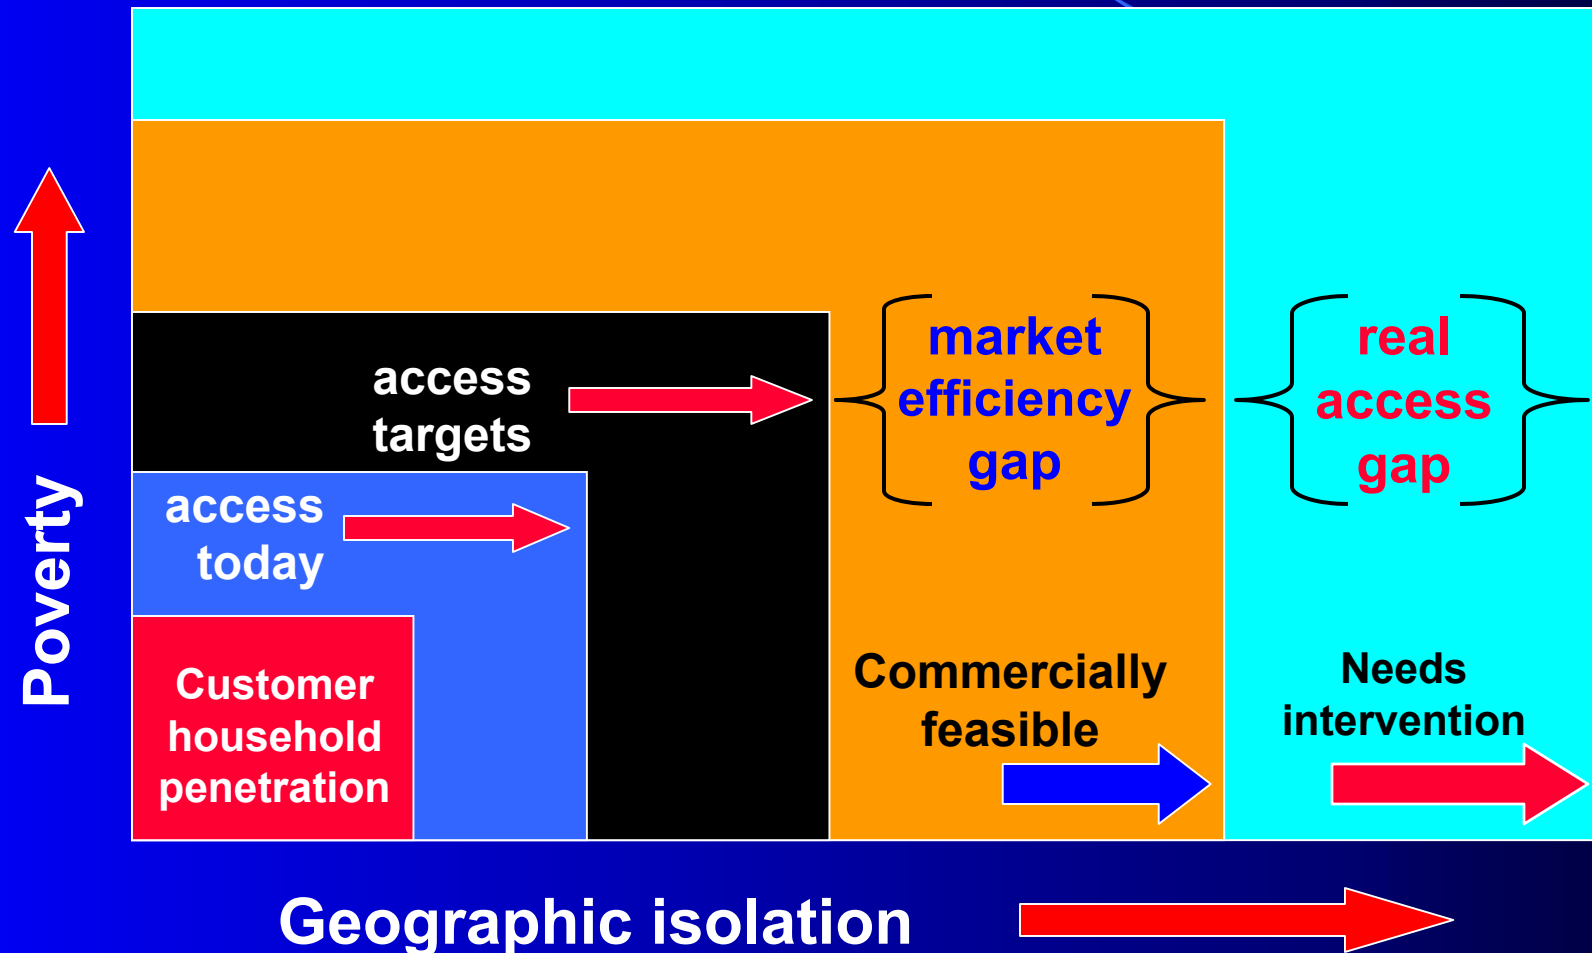 Poverty
access
targets
access
today
Customer
household
penetration
market
efficiency
gap
real
access
gap
Commercially
feasible
Needs
intervention
Geographic isolation